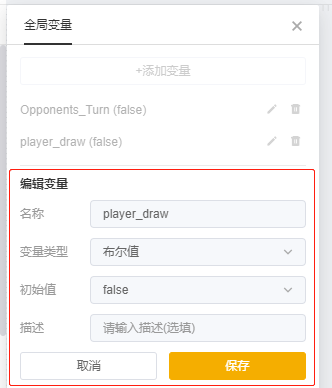 全局变量
+添加变量
Opponents_Turn (false)
player_draw (false)
编辑变量
名称 player_draw
变量类型 布尔值
初始值 false
描述 请输入描述(选填)
取消 保存